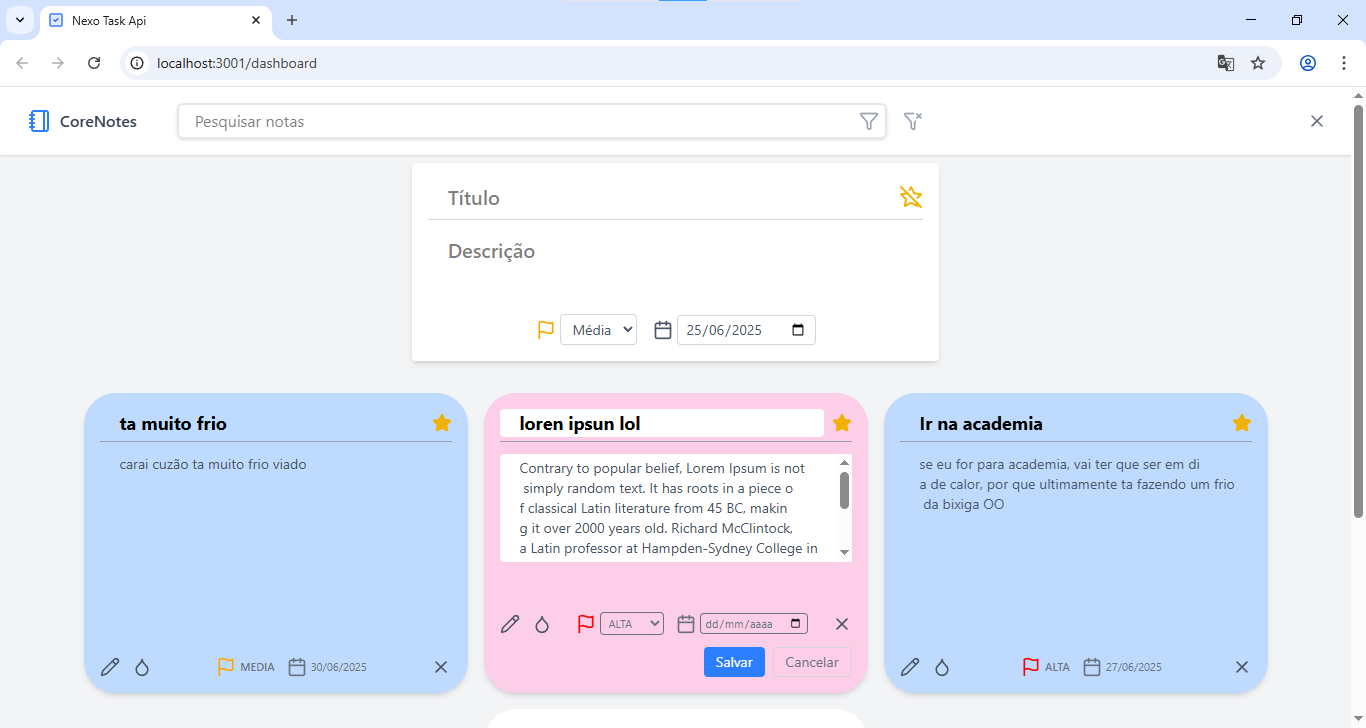 Nexo Task Api
localhost:3001/dashboard
CoreNotes
Pesquisar notas
Título
Descrição
Média
25/06/2025
ta muito frio
carai cuzão ta muito frio viado
MEDIA
30/06/2025
loren ipsun lol
Contrary to popular belief, Lorem Ipsum is not
simply random text. It has roots in a piece o
f classical Latin literature from 45 BC, makin
g it over 2000 years old. Richard McClintock,
a Latin professor at Hampden-Sydney College in
ALTA
dd/mm/aaaa
Salvar
Cancelar
Ir na academia
se eu for para academia, vai ter que ser em di
a de calor, por que ultimamente ta fazendo um frio
da bixiga OO
ALTA
27/06/2025